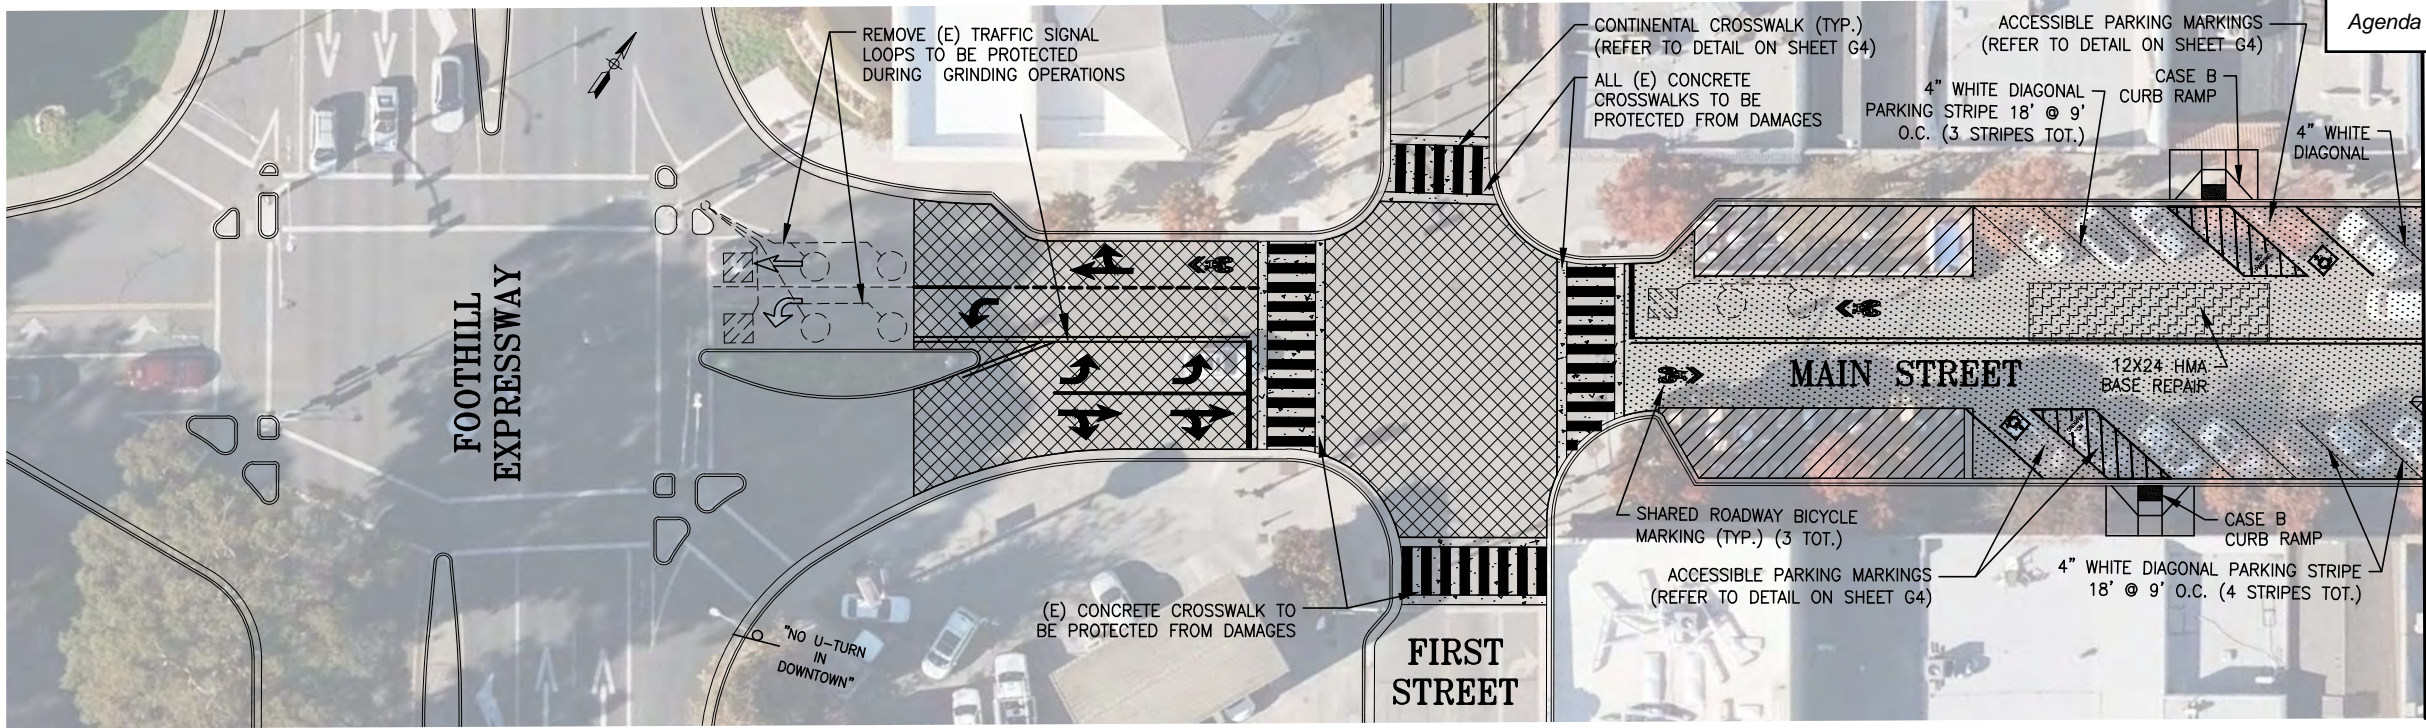 REMOVE (E) TRAFFIC SIGNAL
LOOPS TO BE PROTECTED
DURING GRINDING OPERATIONS
CONTINENTAL CROSSWALK (TYP.)
(REFER TO DETAIL ON SHEET G4)
ALL (E) CONCRETE
CROSSWALKS TO BE
PROTECTED FROM DAMAGES
ACCESSIBLE PARKING MARKINGS
(REFER TO DETAIL ON SHEET G4)
Agenda
4" WHITE DIAGONAL
PARKING STRIPE 18' @ 9'
O.C. (3 STRIPES TOT.)
CASE B
CURB RAMP
4" WHITE
DIAGONAL
FOOTHILL
EXPRESSWAY
MAIN STREET
12X24 HMA
BASE REPAIR
SHARED ROADWAY BICYCLE
MARKING (TYP.) (3 TOT.)
CASE B
CURB RAMP
ACCESSIBLE PARKING MARKINGS
(REFER TO DETAIL ON SHEET G4)
4" WHITE DIAGONAL PARKING STRIPE
18' @ 9' O.C. (4 STRIPES TOT.)
(E) CONCRETE CROSSWALK TO
BE PROTECTED FROM DAMAGES
"NO U-TURN
IN
DOWNTOWN"
FIRST
STREET